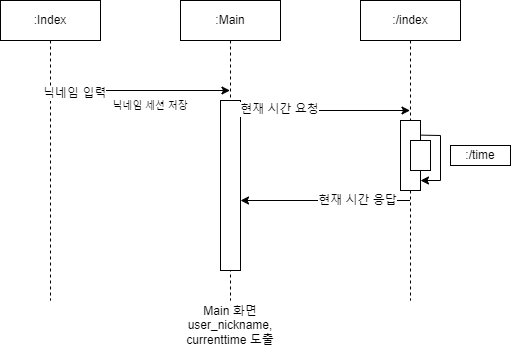 :Index
:Main
:/index
닉네임 입력
닉네임 세션 저장
현재 시간 요청
:/time
현재 시간 응답
Main 화면
user_nickname,
currenttime 도출